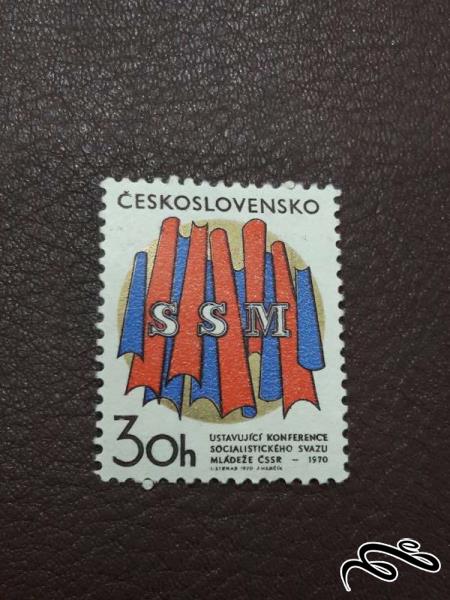 ČESKOSLOVENSKO
SSM
30h
USTAVUJÍCÍ KONFERENCE
SOCIALISTICKÉHO SVAZU
MLÁDEŽE ČSSR – 1970